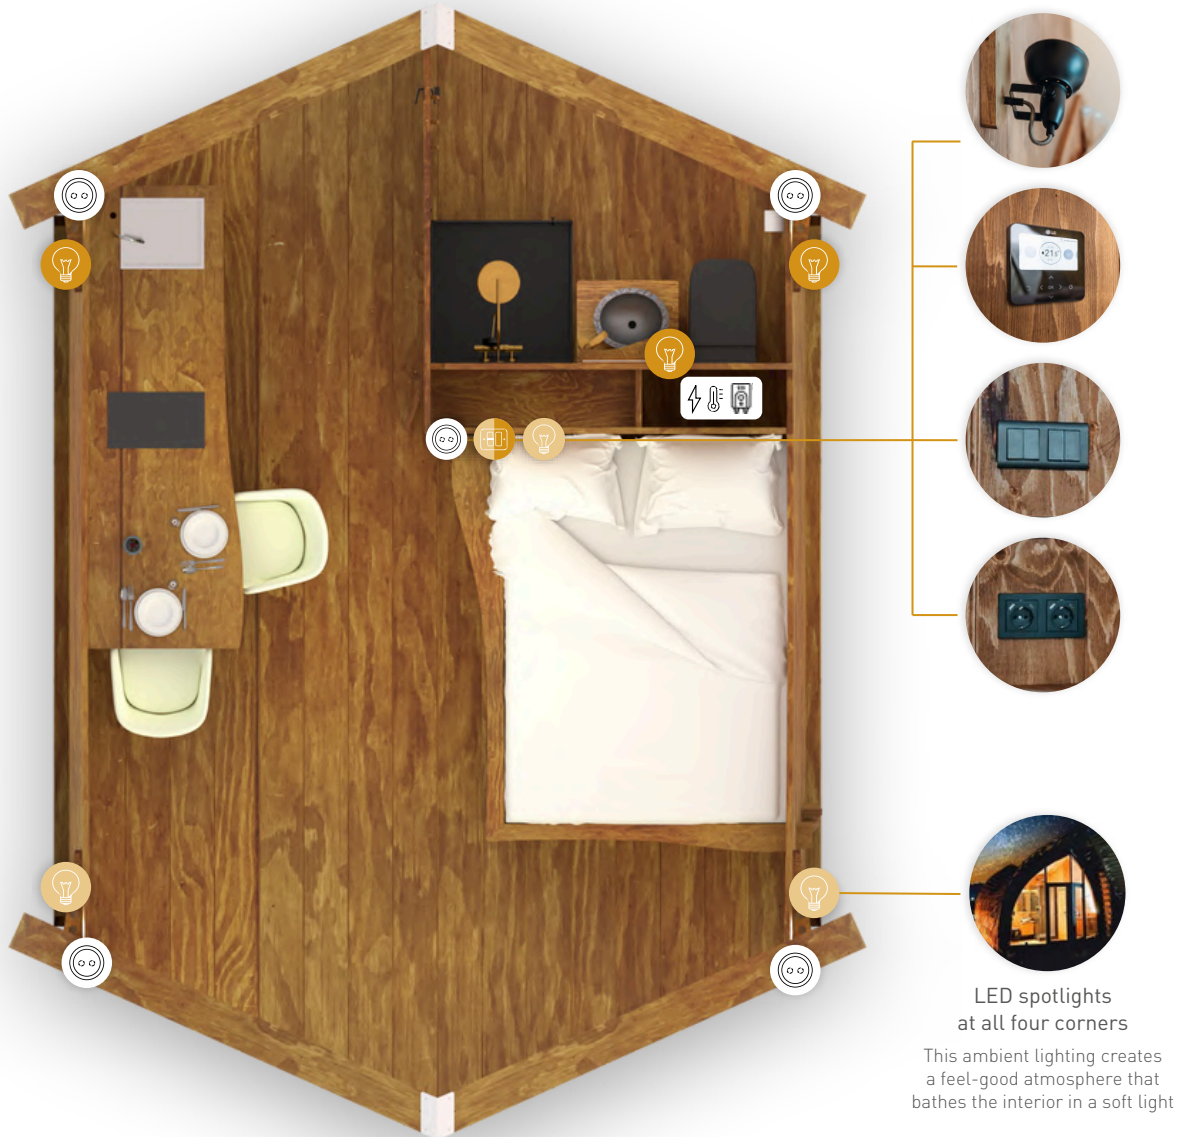 LG
LED spotlights
at all four corners
This ambient lighting creates
a feel-good atmosphere that
bathes the interior in a soft light